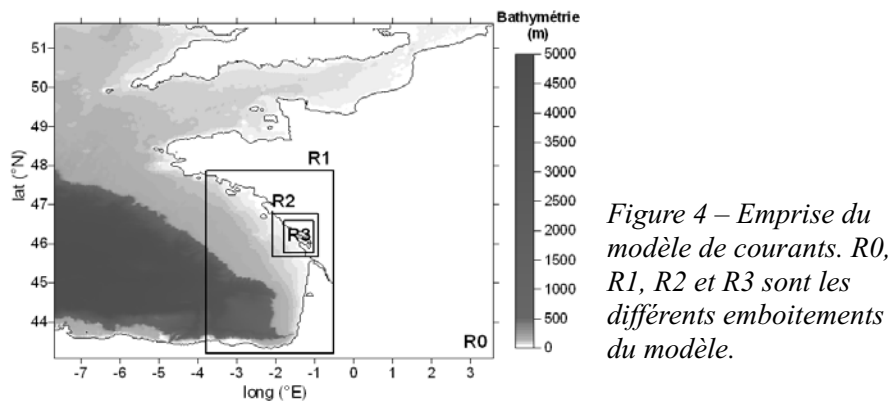 Bathymétrie
(m)
51
50
49
48
47
46
45
44
lat (°N)
R1
R2
R3
R0
-7 -6 -5 -4 -3 -2 -1 0 1 2 3
long (°E)
5000
4500
4000
3500
3000
2500
2000
1500
1000
500
0
Figure 4 – Emprise du
modèle de courants. R0,
R1, R2 et R3 sont les
différents emboitements
du modèle.